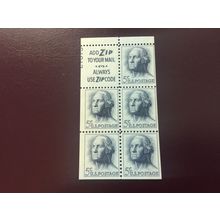 ADD ZIP
TO YOUR MAIL
ALWAYS
USE ZIP CODE
5¢
U.S. POSTAGE
5¢
U.S. POSTAGE
5¢
U.S. POSTAGE
5¢
U.S. POSTAGE
5¢
U.S. POSTAGE